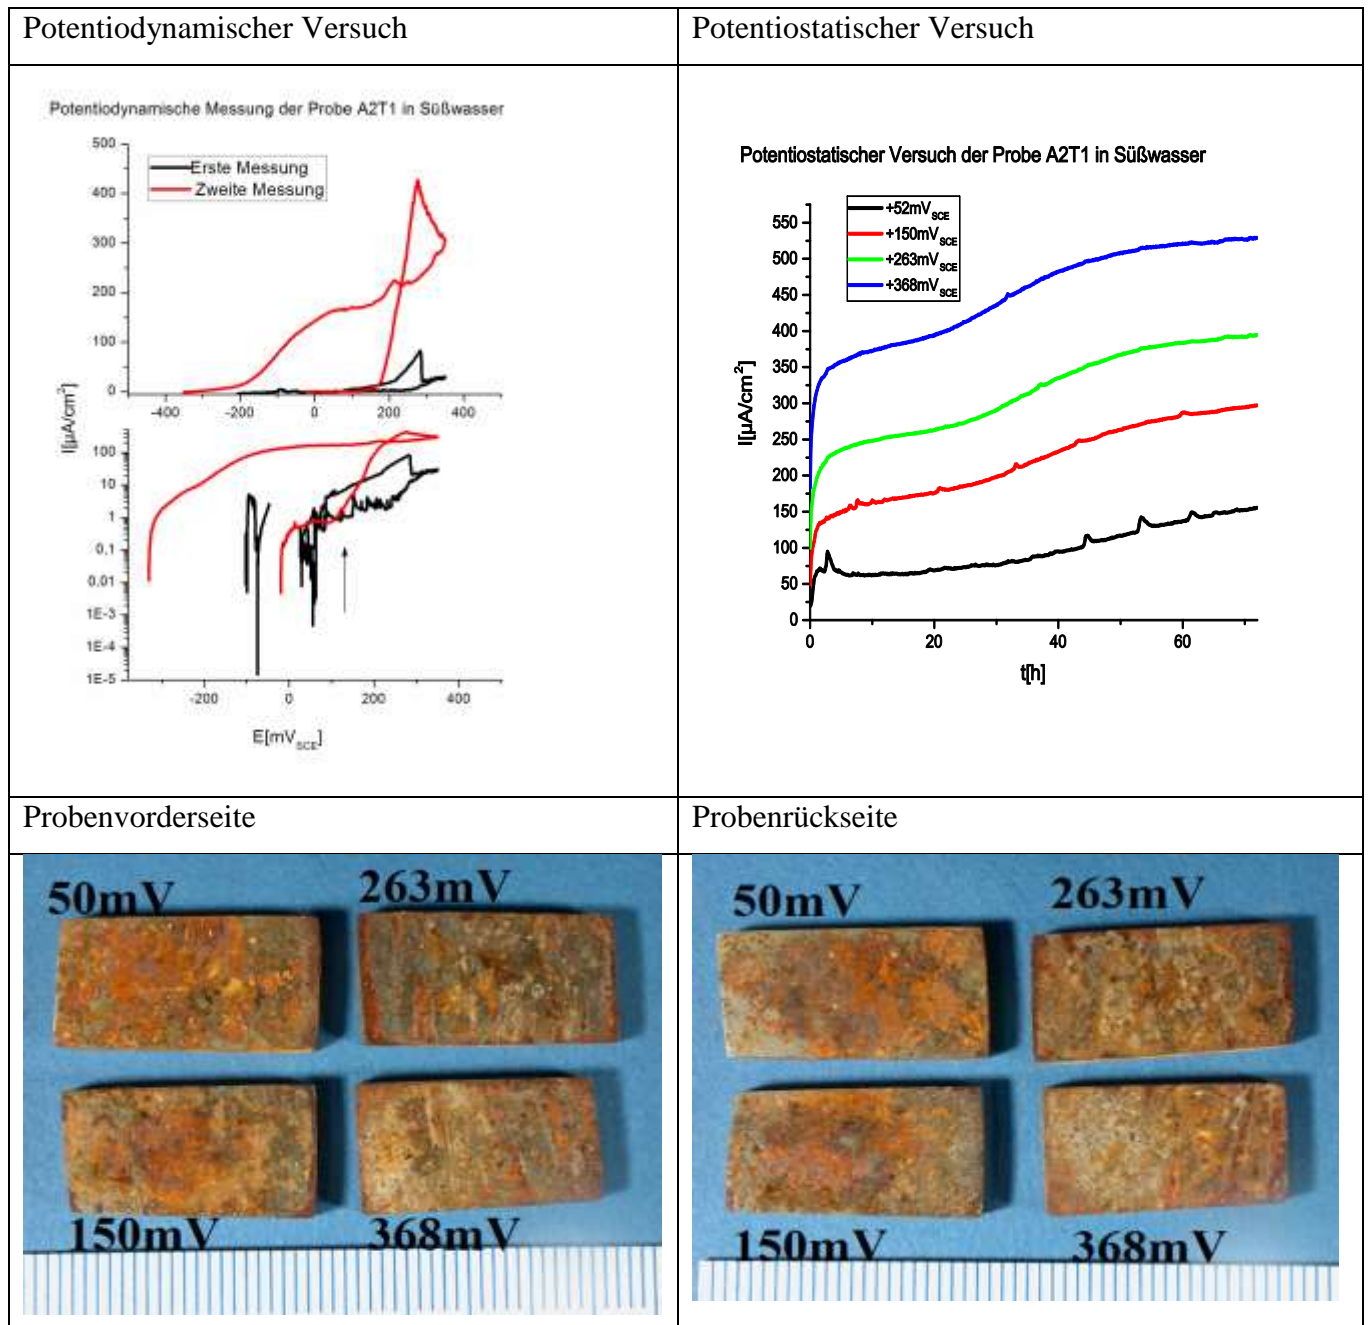 Potentiodynamischer Versuch
Potentiostatischer Versuch
Potentiodynamische Messung der Probe A2T1 in Süßwasser
500
400
300
200
100
0
Erste Messung
Zweite Messung
-400 -200 0 200 400
I[µA/cm²]
100
10
1
0,1
0,01
1E-3
1E-4
1E-5
-200 0 200 400
E[mV_SCE]
Potentiostatischer Versuch der Probe A2T1 in Süßwasser
550
500
450
400
350
300
250
200
150
100
50
0
+52mV_SCE
+150mV_SCE
+263mV_SCE
+368mV_SCE
I[µA/cm²]
0 20 40 60
t[h]
Probenvorderseite
Probenrückseite
50mV 263mV
150mV 368mV
50mV 263mV
150mV 368mV